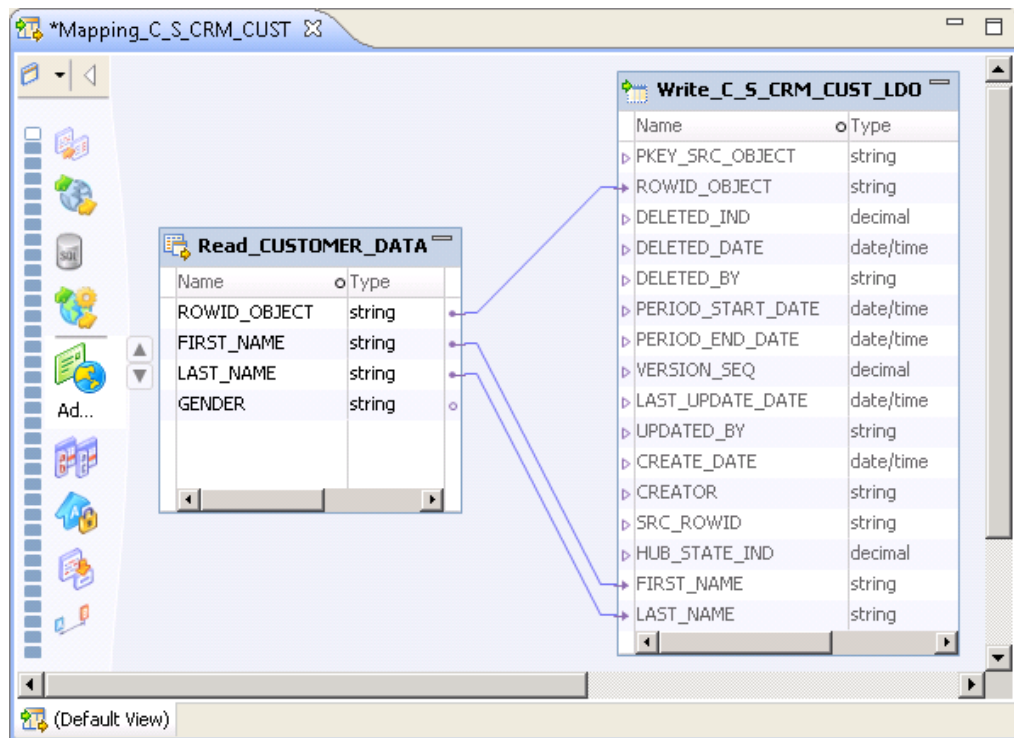 *Mapping_C_S_CRM_CUST
Write_C_S_CRM_CUST_LDO
Name Type
PKEY_SRC_OBJECT string
ROWID_OBJECT string
DELETED_IND decimal
DELETED_DATE date/time
DELETED_BY string
PERIOD_START_DATE date/time
PERIOD_END_DATE date/time
VERSION_SEQ decimal
LAST_UPDATE_DATE date/time
UPDATED_BY string
CREATE_DATE date/time
CREATOR string
SRC_ROWID string
HUB_STATE_IND decimal
FIRST_NAME string
LAST_NAME string
Read_CUSTOMER_DATA
Name Type
ROWID_OBJECT string
FIRST_NAME string
LAST_NAME string
GENDER string
SQL
Ad...
(Default View)